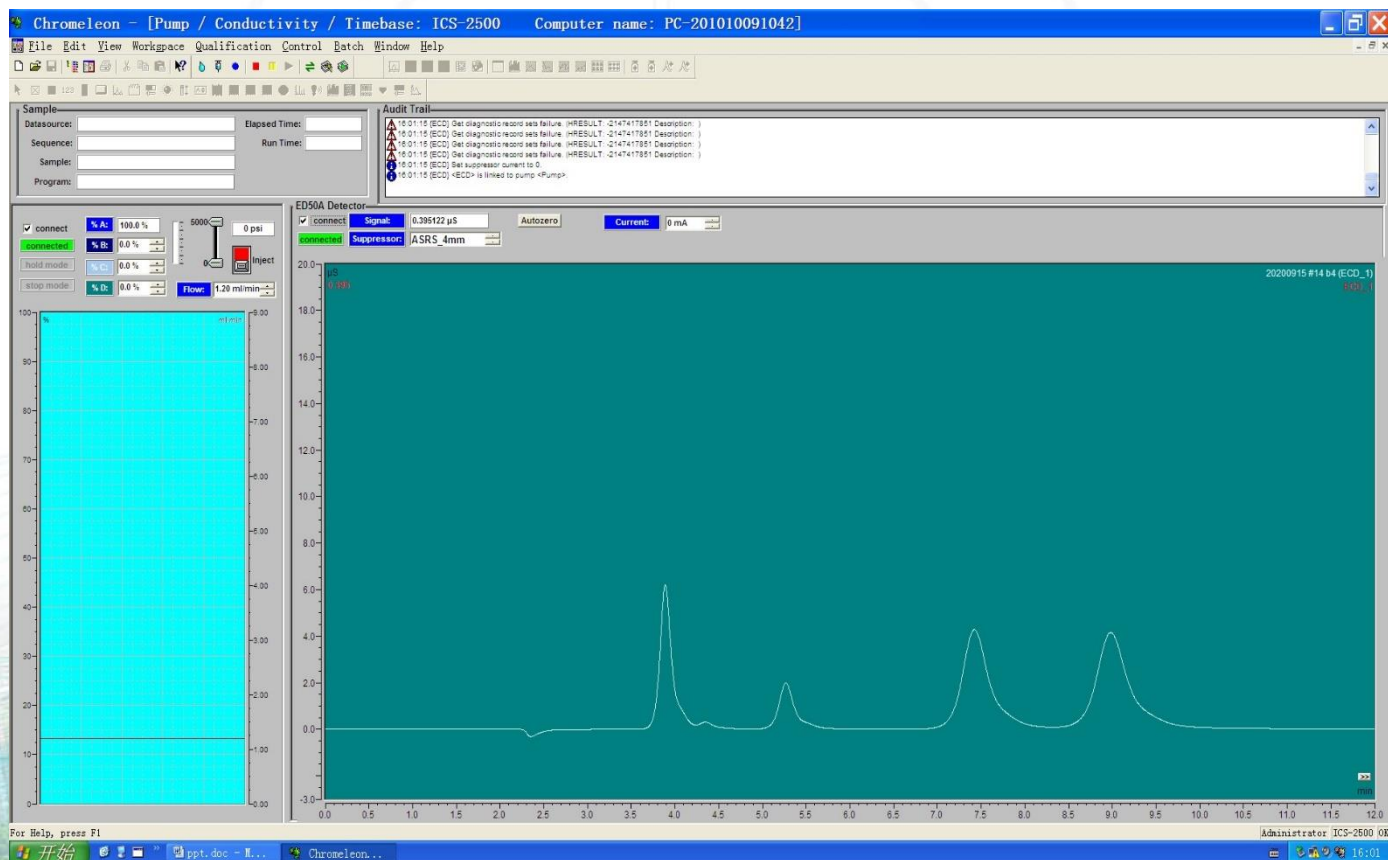 Chromeleon - [Pump / Conductivity / Timebase: ICS-2500 Computer name: PC-201010091042]
File Edit View Workspace Qualification Control Batch Window Help
Sample
Datasource:
Elapsed Time:
Sequence:
Run Time:
Sample:
Program:
Audit Trail
16:01:15 {ECD} Get diagnostic record sets failure. (HRESULT: -2147417851 Description: )
16:01:15 {ECD} Get diagnostic record sets failure. (HRESULT: -2147417851 Description: )
16:01:15 {ECD} Get diagnostic record sets failure. (HRESULT: -2147417851 Description: )
16:01:15 {ECD} Get diagnostic record sets failure. (HRESULT: -2147417851 Description: )
16:01:15 {ECD} Set suppressor current to 0.
16:01:15 {ECD} <ECD> is linked to pump <Pump>.
connect
connected
hold mode
stop mode
% A: 100.0 %
% B: 0.0 %
% C: 0.0 %
% D: 0.0 %
5000
0
0 psi
Inject
Flow: 1.20 ml/min
ED50A Detector
connect Signal: 0.395122 µS Autozero Current: 0 mA
connected Suppressor: ASRS_4mm
%
ml/min
100
90
80
70
60
50
40
30
20
10
0
9.00
8.00
7.00
6.00
5.00
4.00
3.00
2.00
1.00
0.00
µS
20200915 #14 b4 (ECD_1)
ECD_1
20.0
18.0
16.0
14.0
12.0
10.0
8.0
6.0
4.0
2.0
0.0
-3.0
min
0.0 0.5 1.0 1.5 2.0 2.5 3.0 3.5 4.0 4.5 5.0 5.5 6.0 6.5 7.0 7.5 8.0 8.5 9.0 9.5 10.0 10.5 11.0 11.5 12.0
For Help, press F1
Administrator ICS-2500 OK
开始 ppt.doc - M... Chromeleon... 16:01